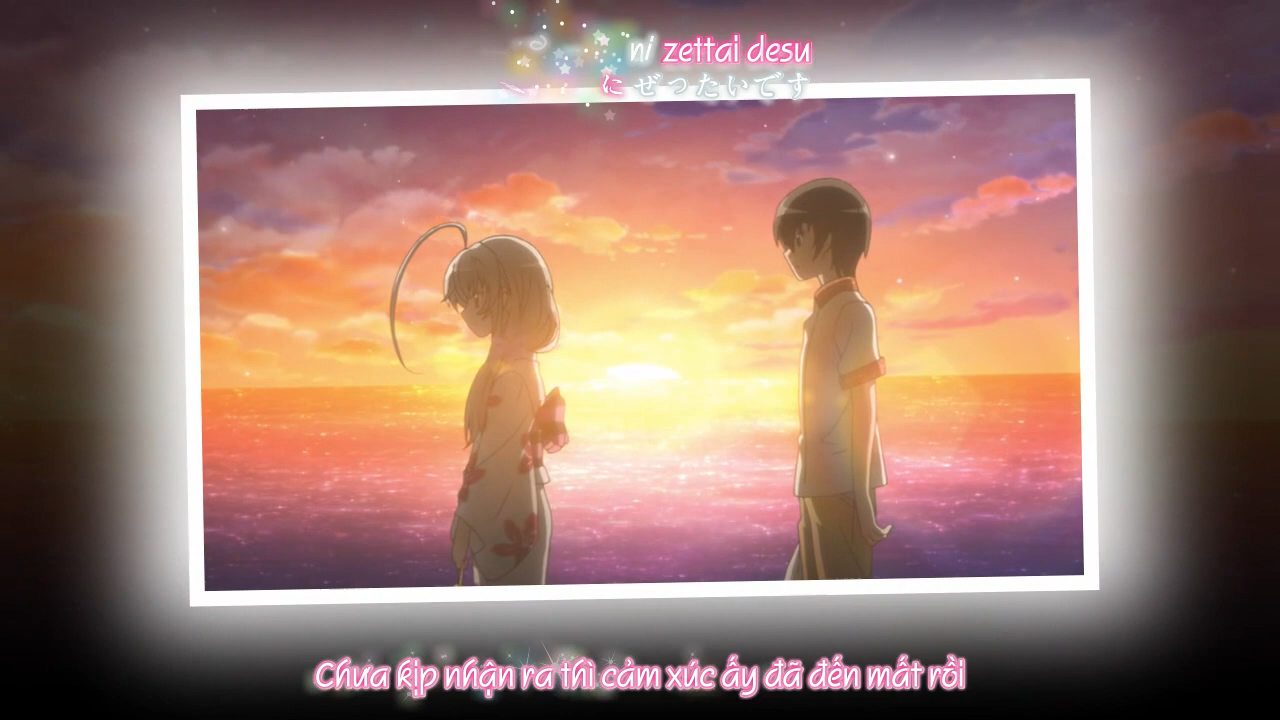 ni zettai desu
にぜったいです
Chưa kịp nhận ra thì cảm xúc ấy đã đến mất rồi